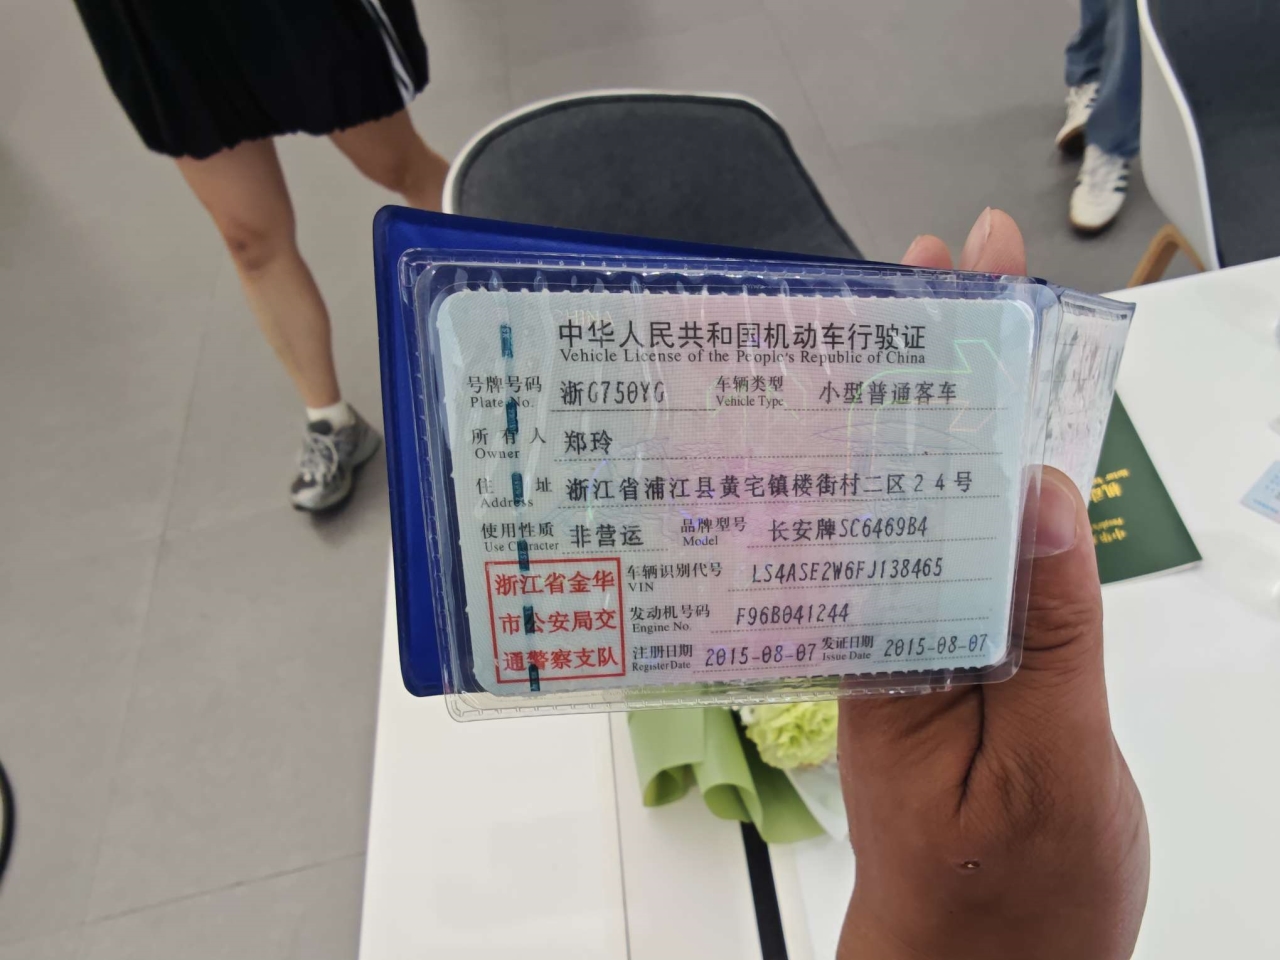 中华人民共和国机动车行驶证
Vehicle License of the People's Republic of China
号牌号码 浙G750YG 车辆类型 小型普通客车
Plate No. Vehicle Type
所有人 郑玲
Owner
住址 浙江省浦江县黄宅镇楼街村二区24号
Address
使用性质 非营运 品牌型号 长安牌SC6469B4
Use Character Model
浙江省金华
市公安局交
通警察支队
车辆识别代号 LS4ASE2W6FJ138465
VIN
发动机号码 F96B041244
Engine No.
注册日期 2015-08-07 发证日期 2015-08-07
Register Date Issue Date